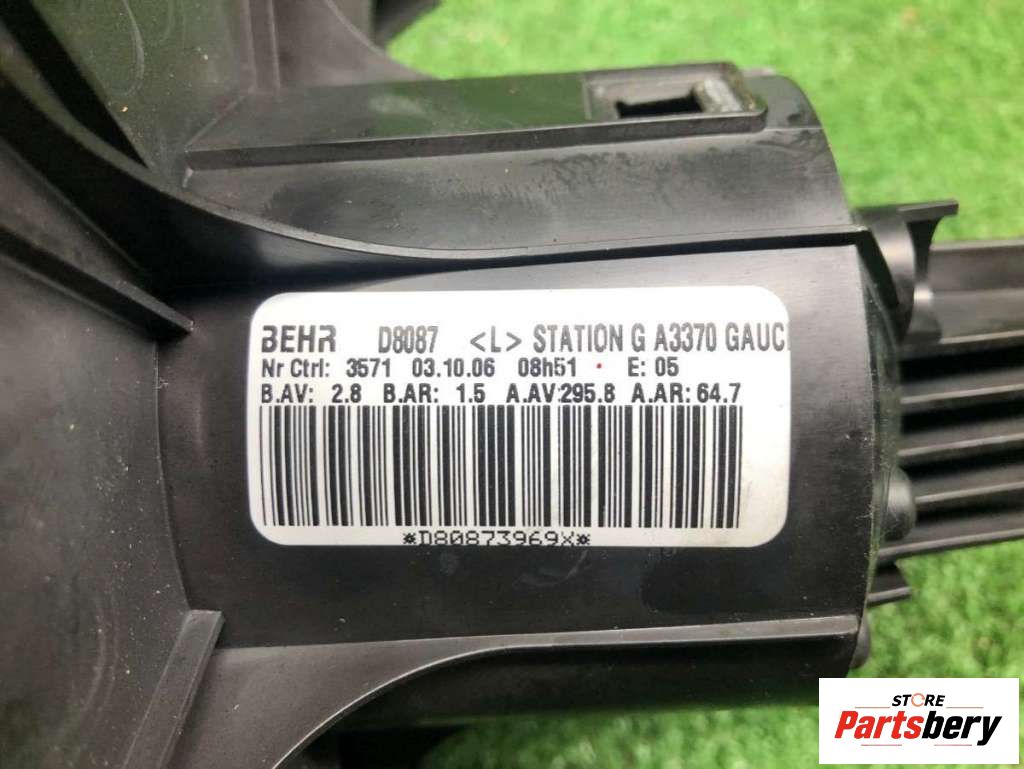 BEHR D8087 <L> STATION G A3370 GAUC
Nr Ctrl: 3571 03.10.06 08h51 E: 05
B.AV: 2.8 B.AR: 1.5 A.AV:295.8 A.AR: 64.7
*D80873969X*
STORE
Partsbery